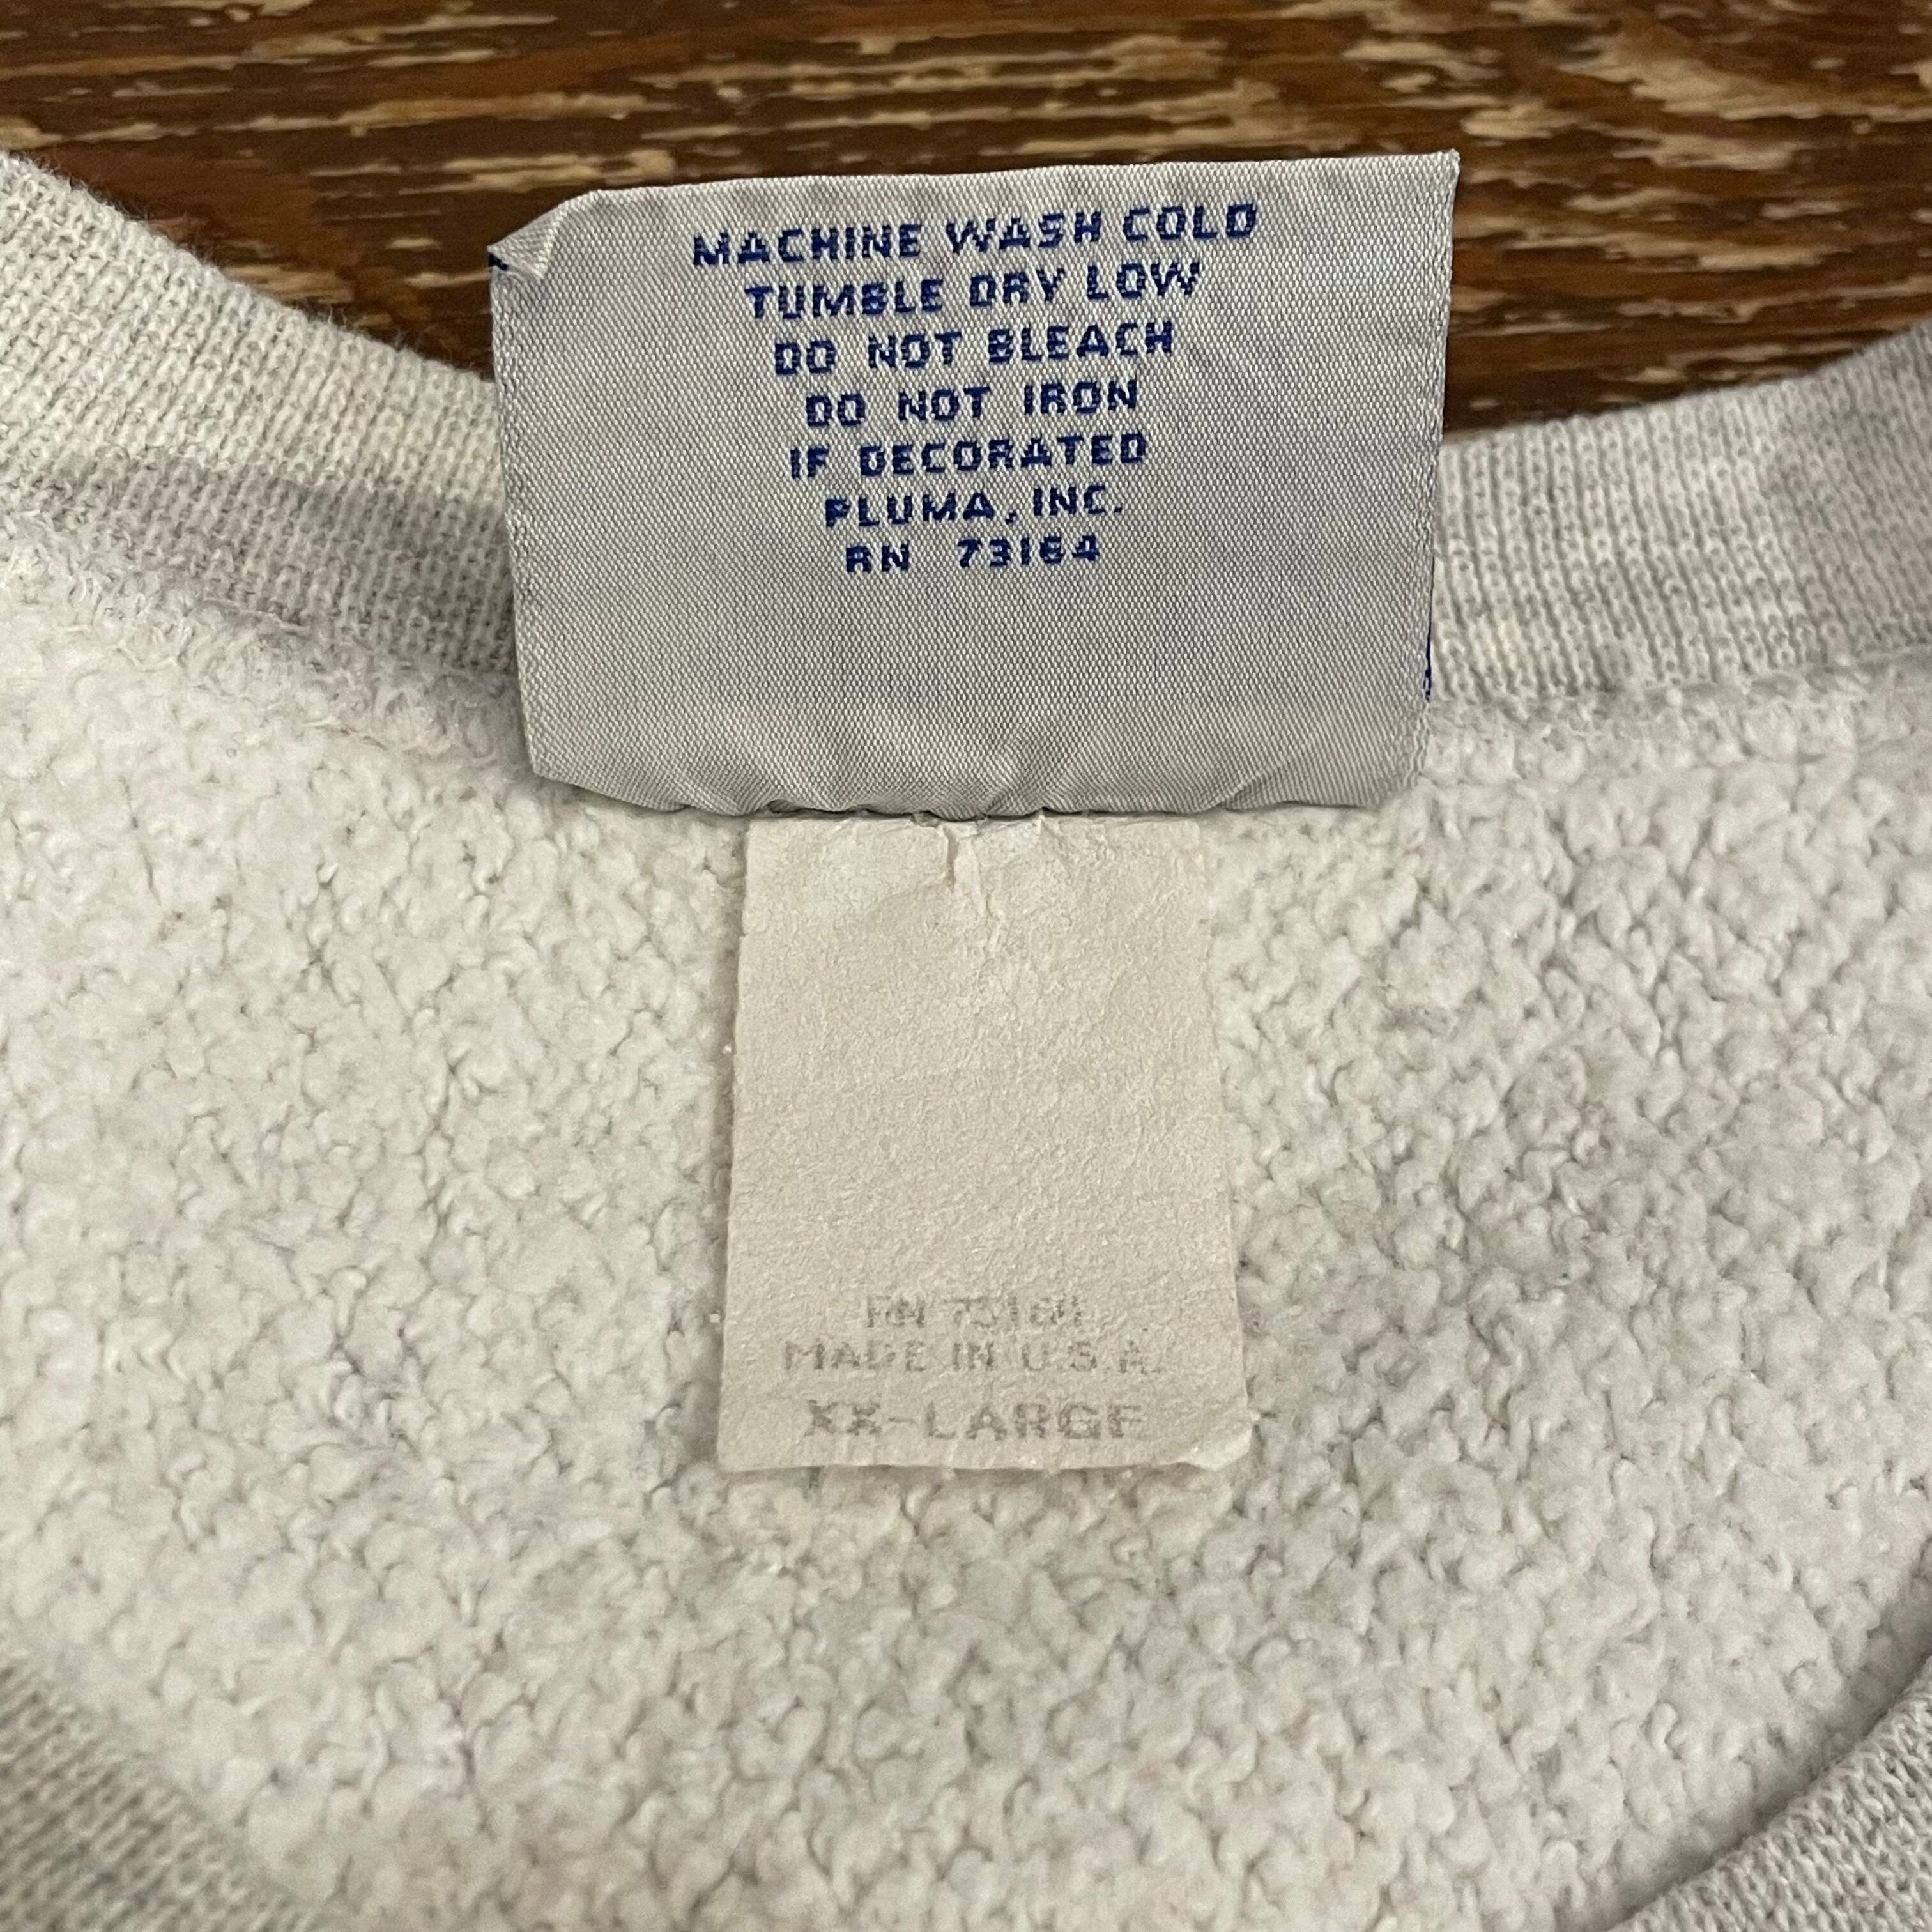 MACHINE WASH COLD
TUMBLE DRY LOW
DO NOT BLEACH
DO NOT IRON
IF DECORATED
PLUMA, INC.
RN 73164
RN
MADE IN U.S.A.
XX-LARGE